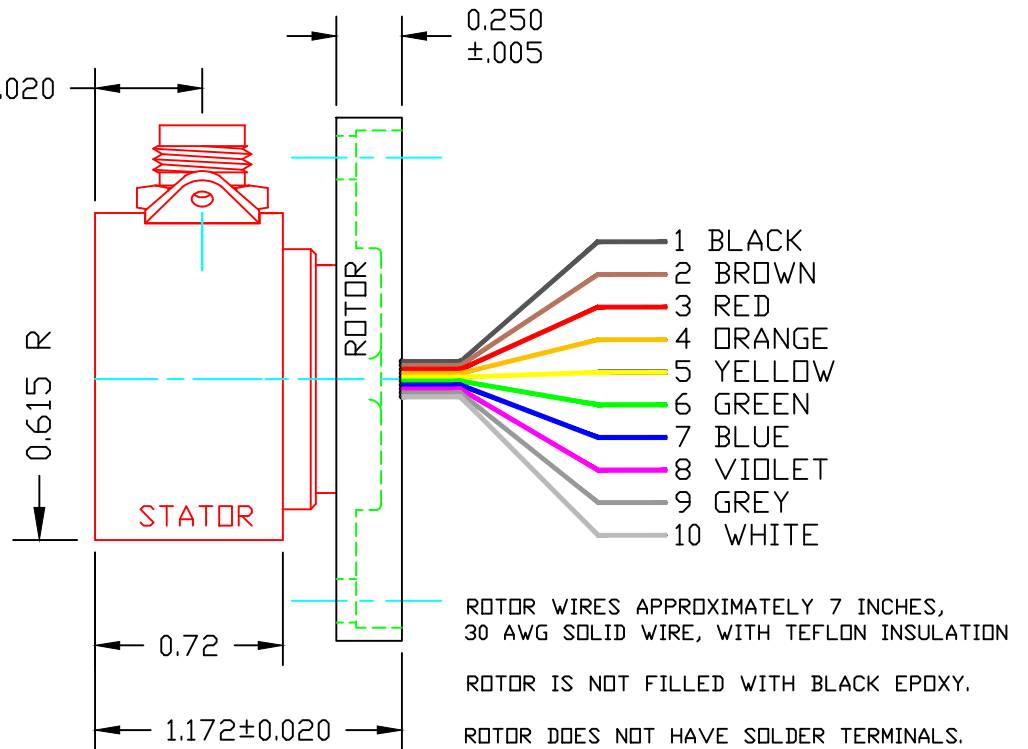 0.250
±.005
.020
1 BLACK
2 BROWN
3 RED
4 ORANGE
5 YELLOW
6 GREEN
7 BLUE
8 VIOLET
9 GREY
10 WHITE
ROTOR
0.615 R
STATOR
0.72
1.172±0.020
ROTOR WIRES APPROXIMATELY 7 INCHES,
30 AWG SOLID WIRE, WITH TEFLON INSULATION
ROTOR IS NOT FILLED WITH BLACK EPOXY.
ROTOR DOES NOT HAVE SOLDER TERMINALS.